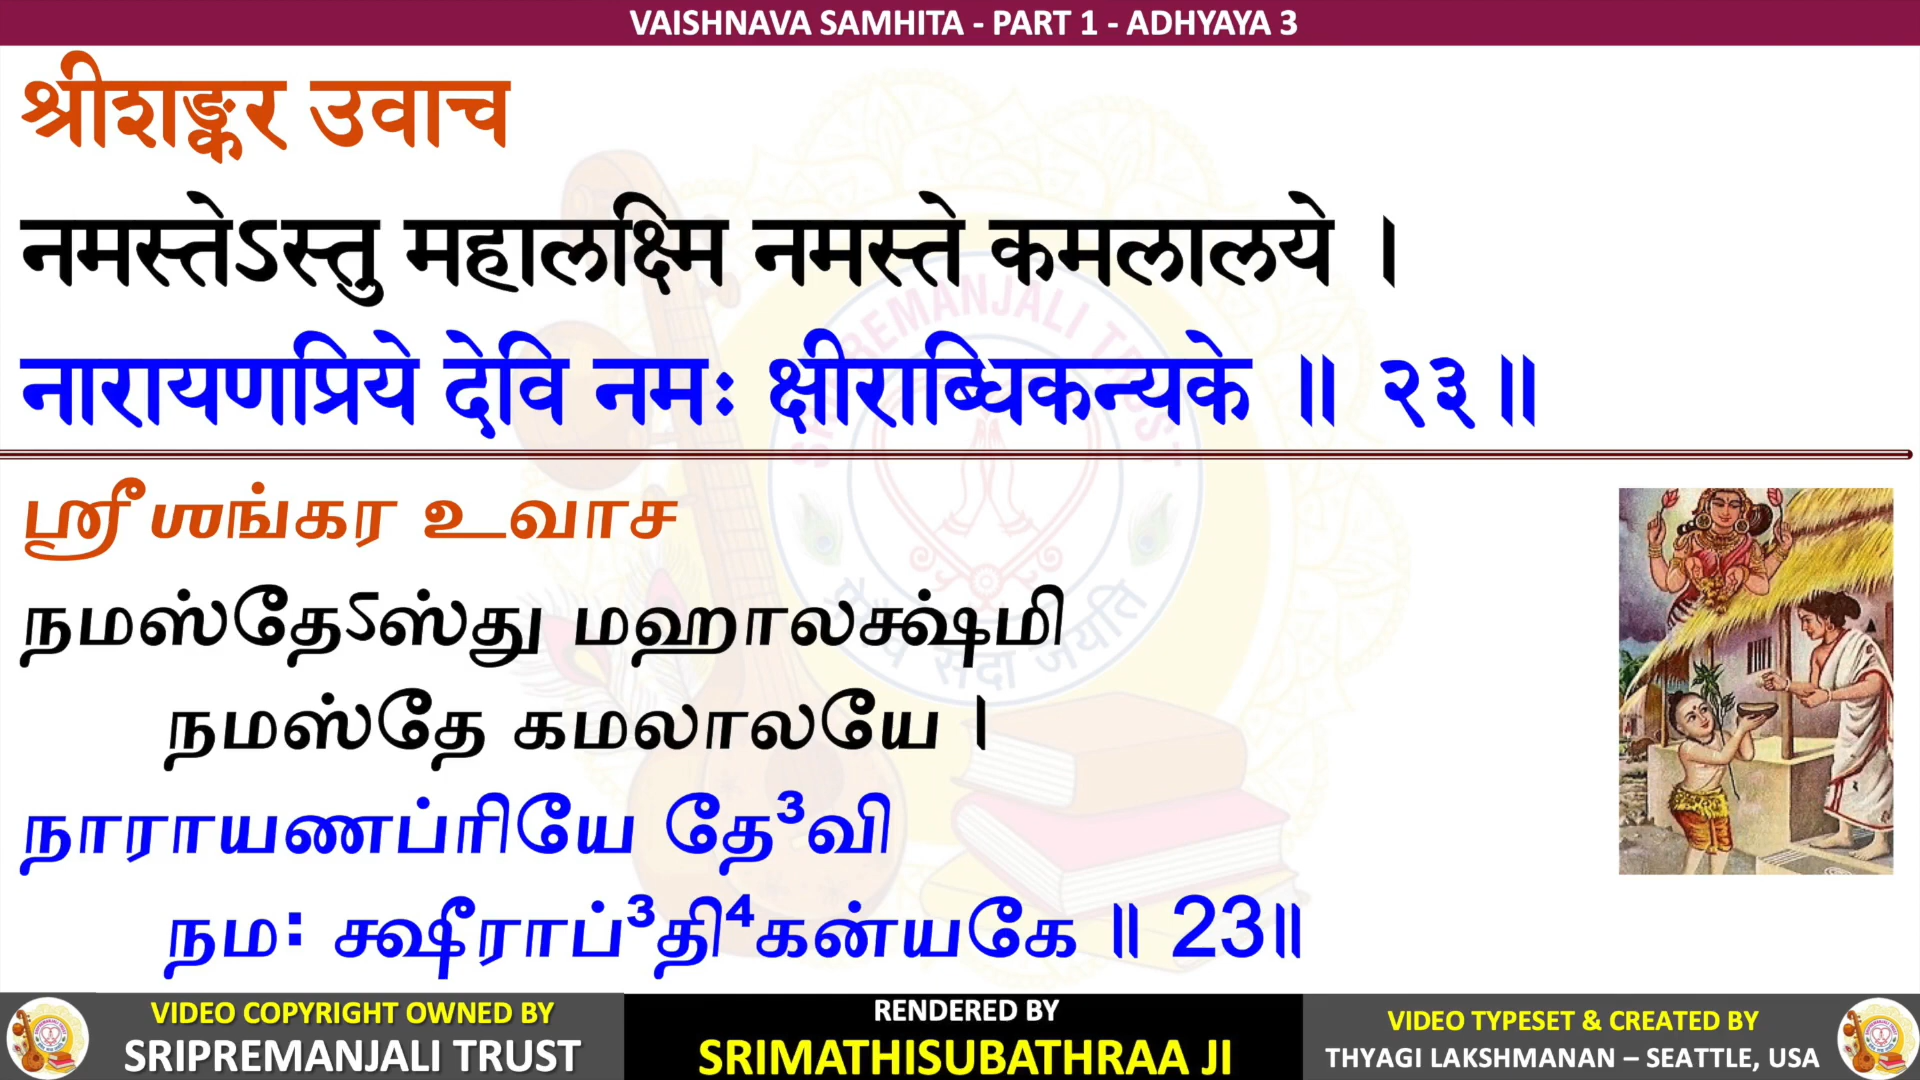 VAISHNAVA SAMHITA - PART 1 - ADHYAYA 3
श्रीशङ्कर उवाच
नमस्तेऽस्तु महालक्ष्मि नमस्ते कमलालये ।
नारायणप्रिये देवि नमः क्षीराब्धिकन्यके ॥ २३॥
ஸ்ரீ ஶங்கர உவாச
நமஸ்தேऽஸ்து மஹாலக்ஷ்மி
நமஸ்தே கமலாலயே ।
நாராயணப்ரியே தே³வி
நம: க்ஷீராப்³தி⁴கன்யகே ॥ 23॥
VIDEO COPYRIGHT OWNED BY
SRIPREMANJALI TRUST
RENDERED BY
SRIMATHISUBATHRAA JI
VIDEO TYPESET & CREATED BY
THYAGI LAKSHMANAN – SEATTLE, USA